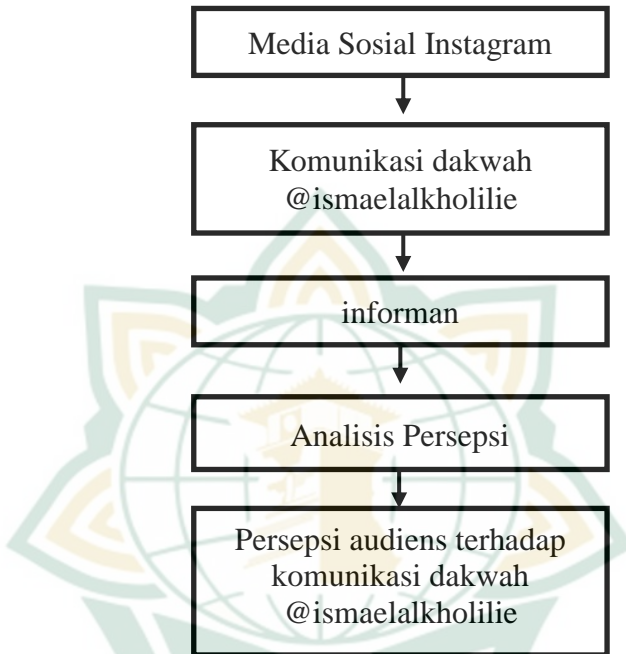 Media Sosial Instagram
Komunikasi dakwah
@ismaelalkholilie
informan
Analisis Persepsi
Persepsi audiens terhadap
komunikasi dakwah
@ismaelalkholilie